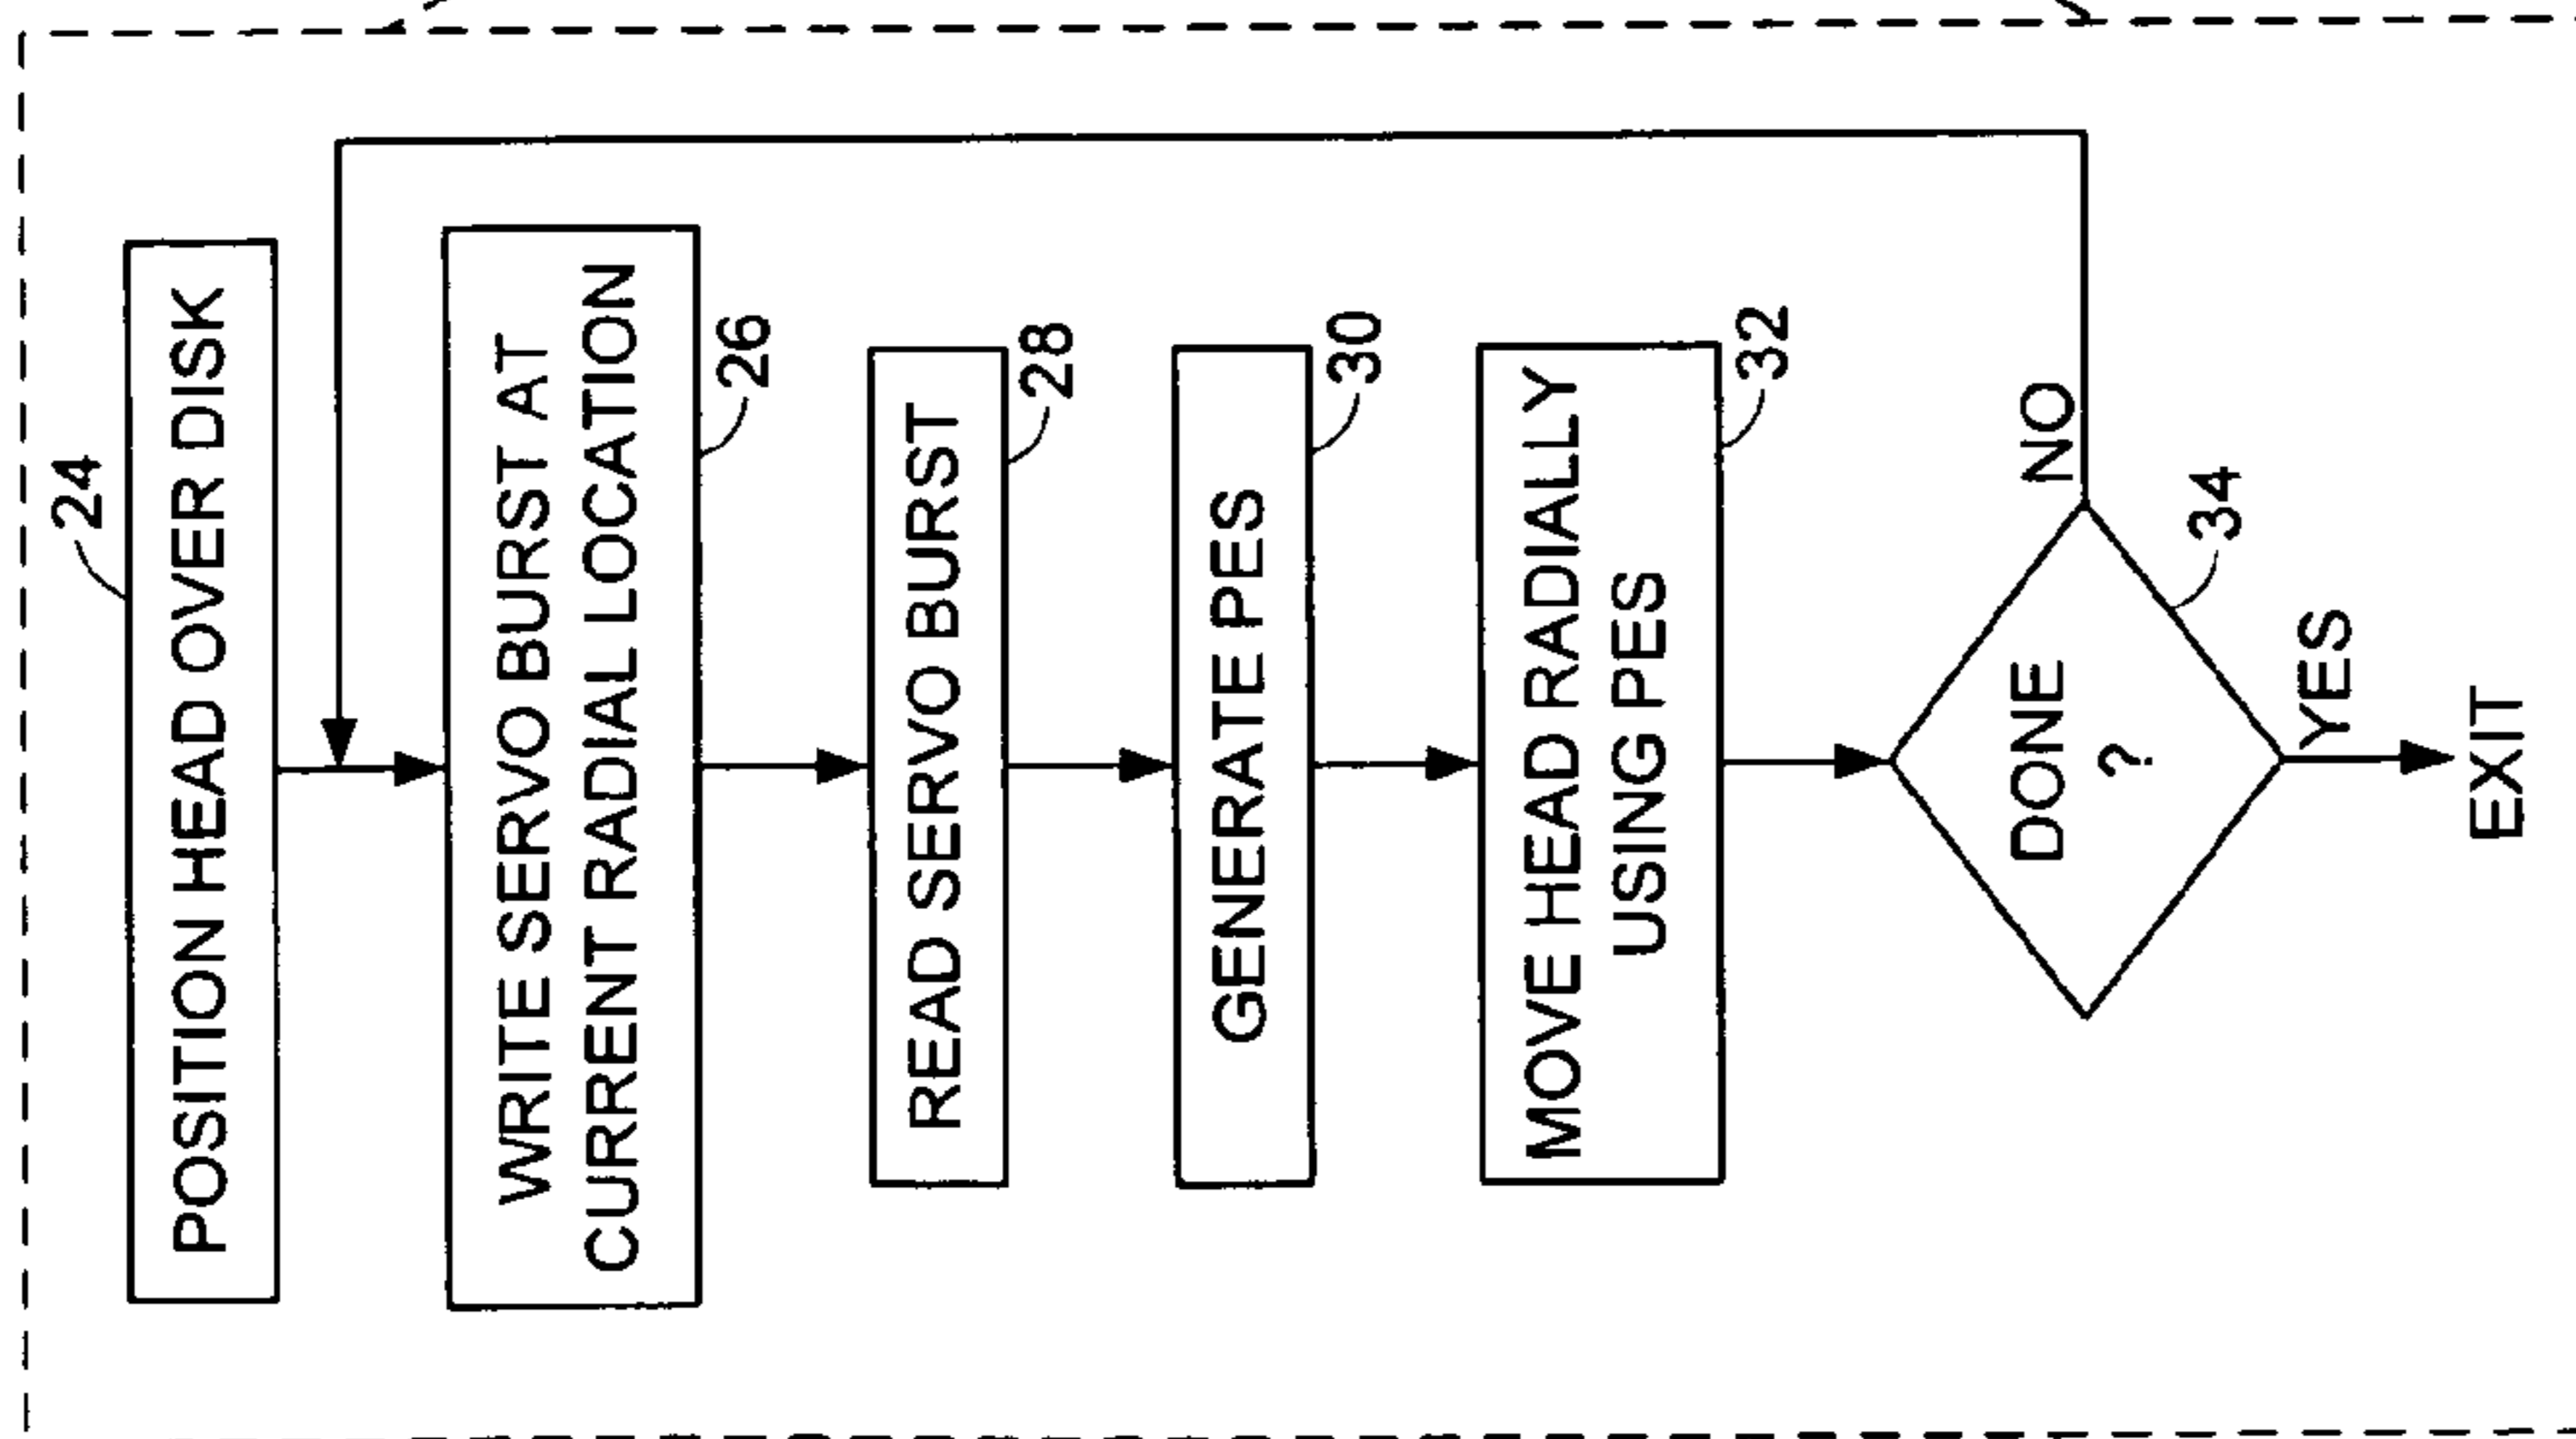 24
POSITION HEAD OVER DISK
WRITE SERVO BURST AT
CURRENT RADIAL LOCATION
26
READ SERVO BURST
28
GENERATE PES
30
MOVE HEAD RADIALLY
USING PES
32
DONE
?
NO
34
YES
EXIT